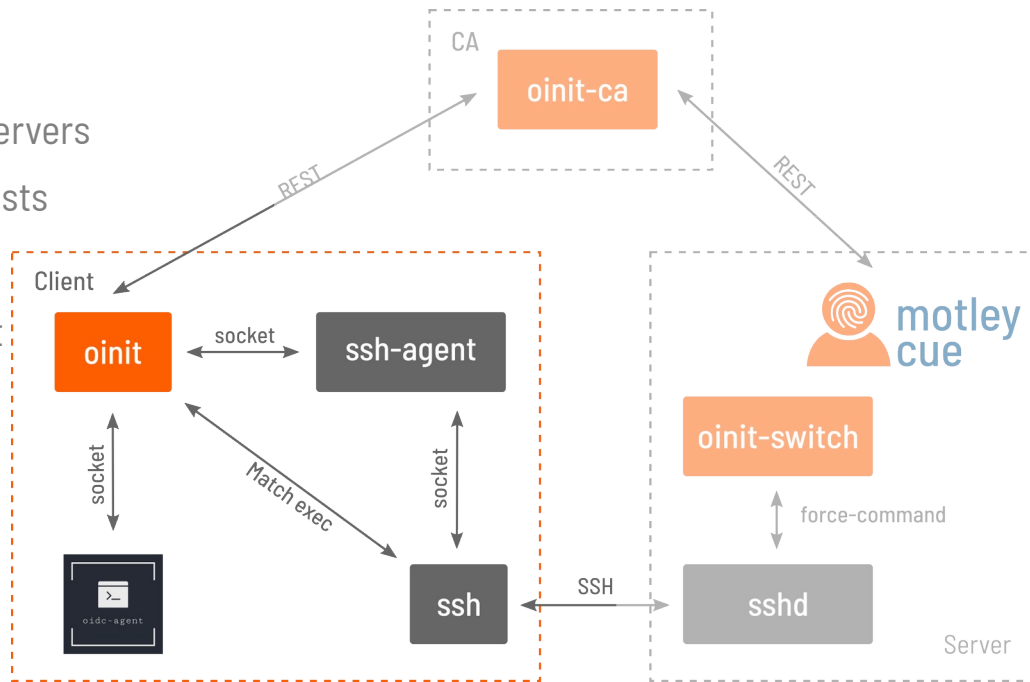 CA
oinit-ca
ervers
sts
REST
REST
Client
oinit
socket
ssh-agent
motley
cue
socket
Match exec
socket
oinit-switch
force-command
>_
oidc-agent
ssh
SSH
sshd
Server